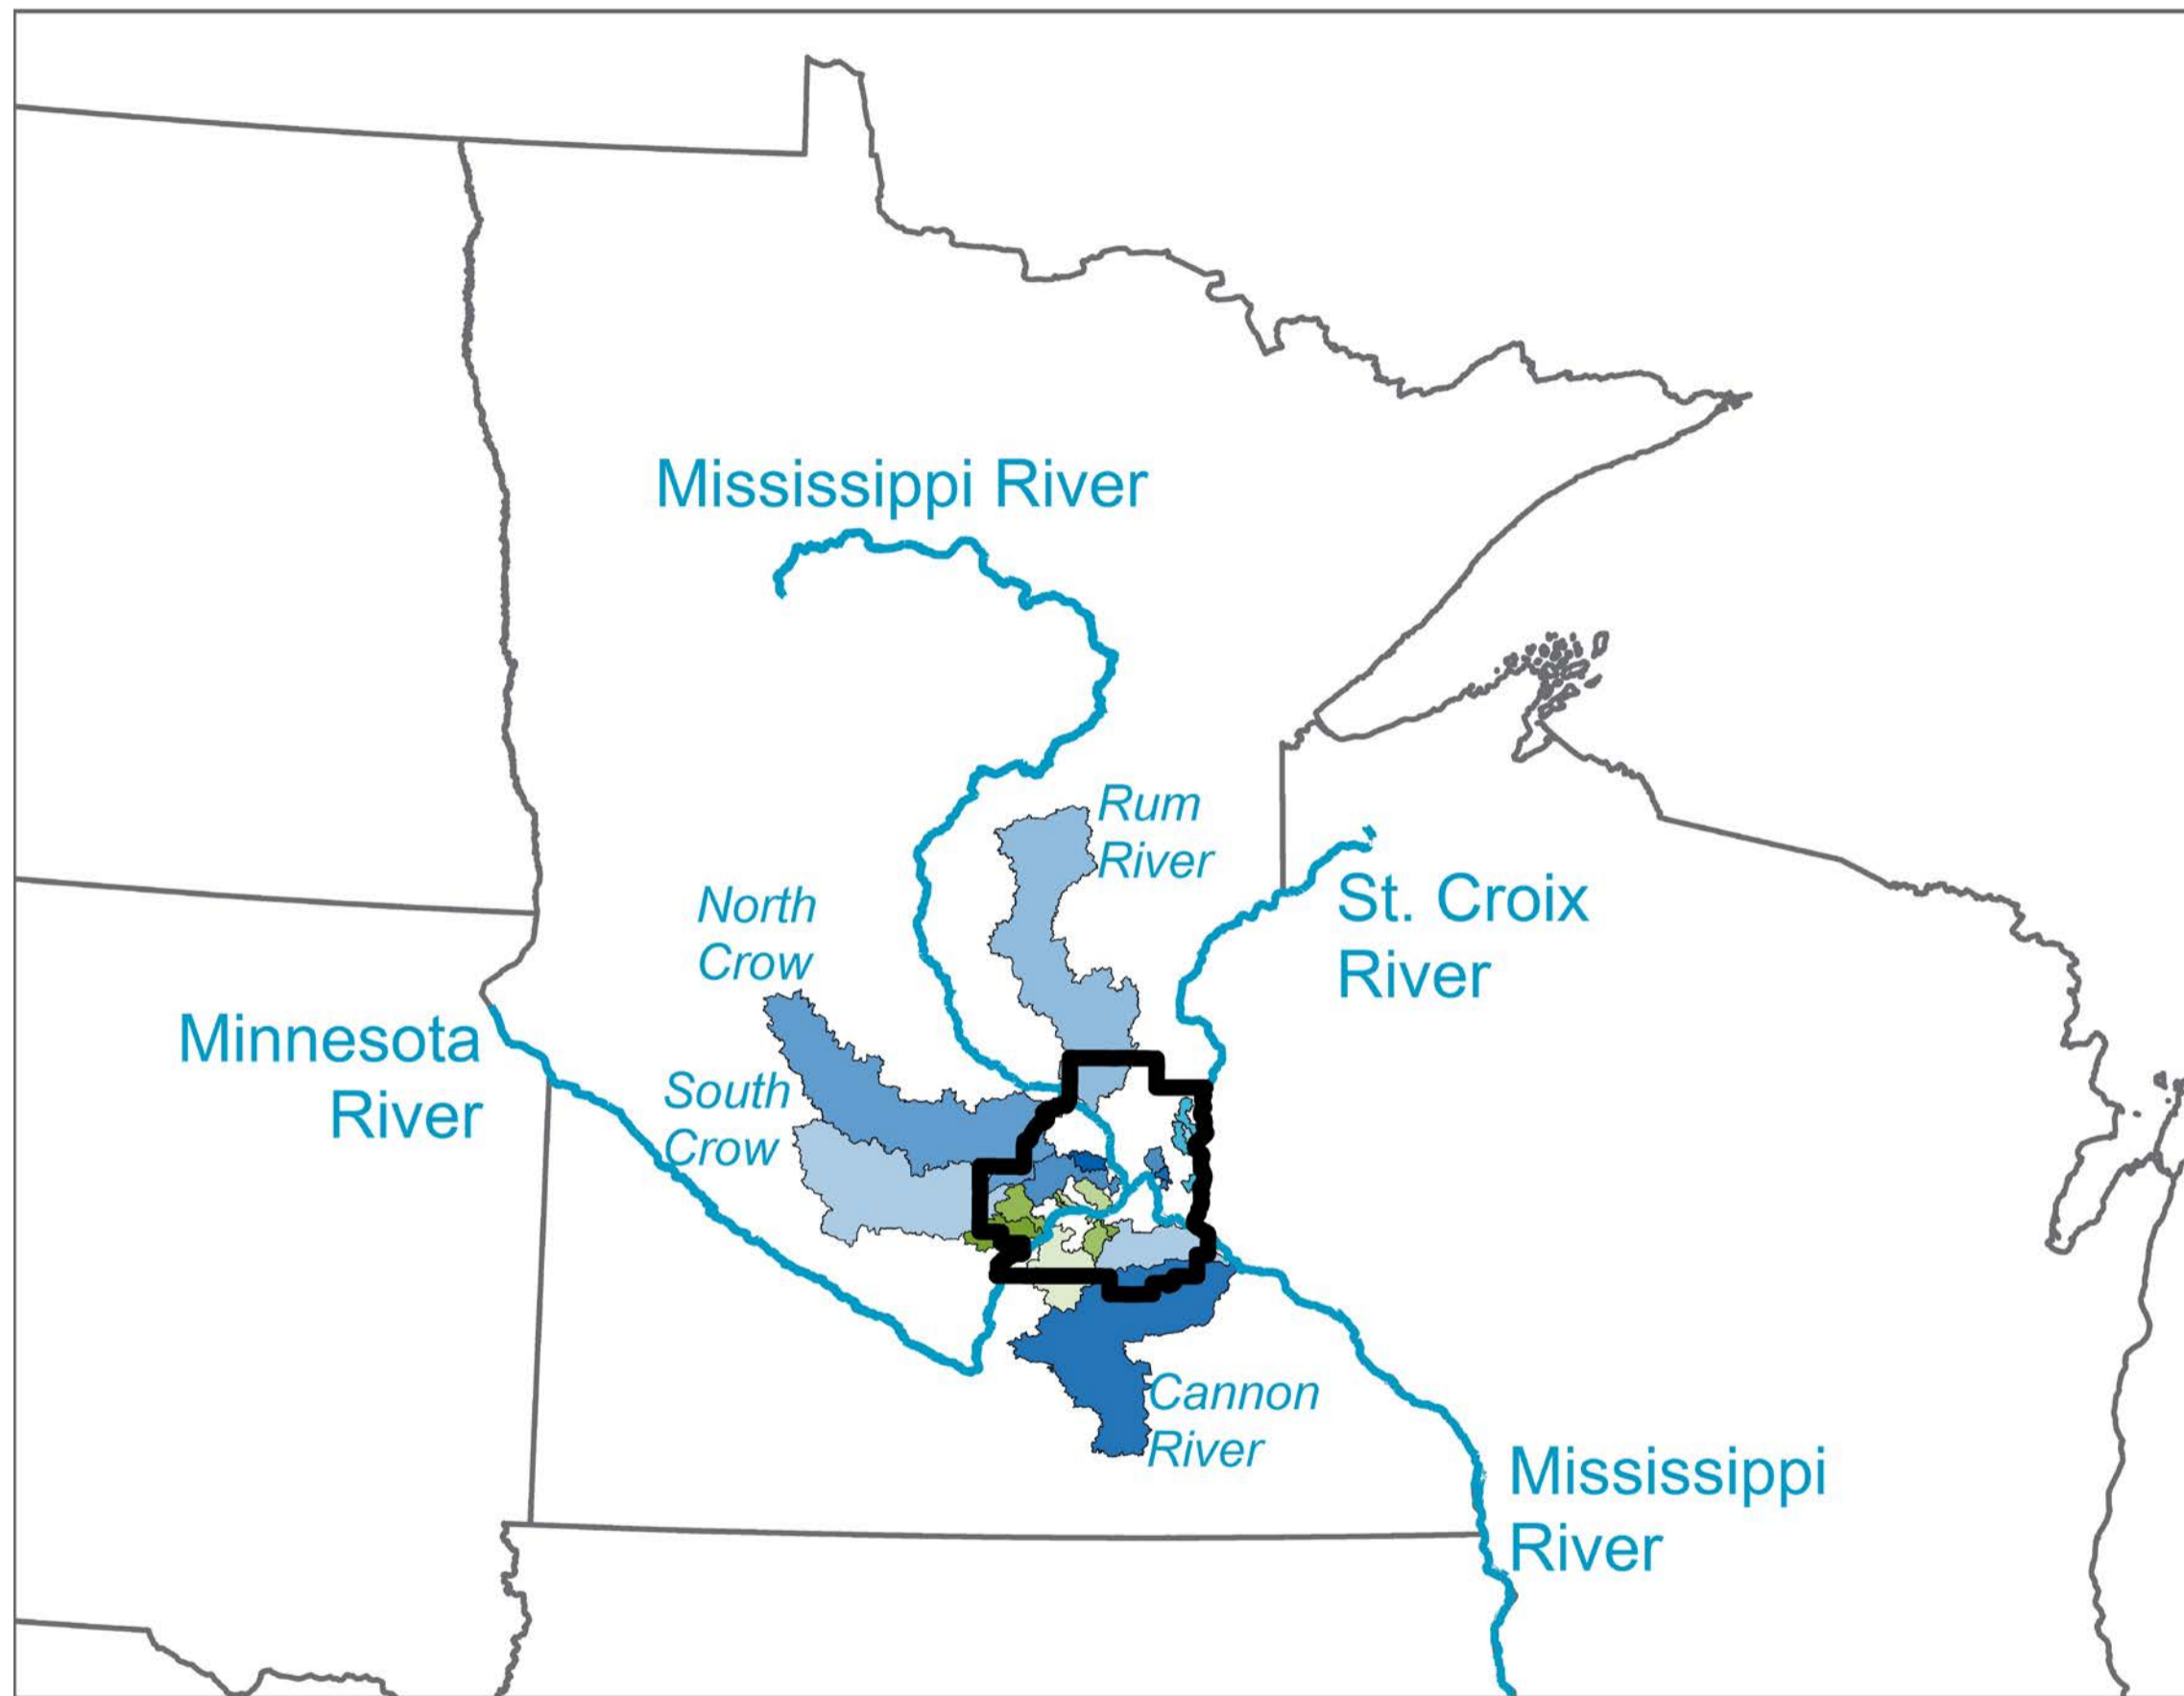 Mississippi River
Rum
River
North
Crow
St. Croix
River
Minnesota
River
South
Crow
Cannon
River
Mississippi
River